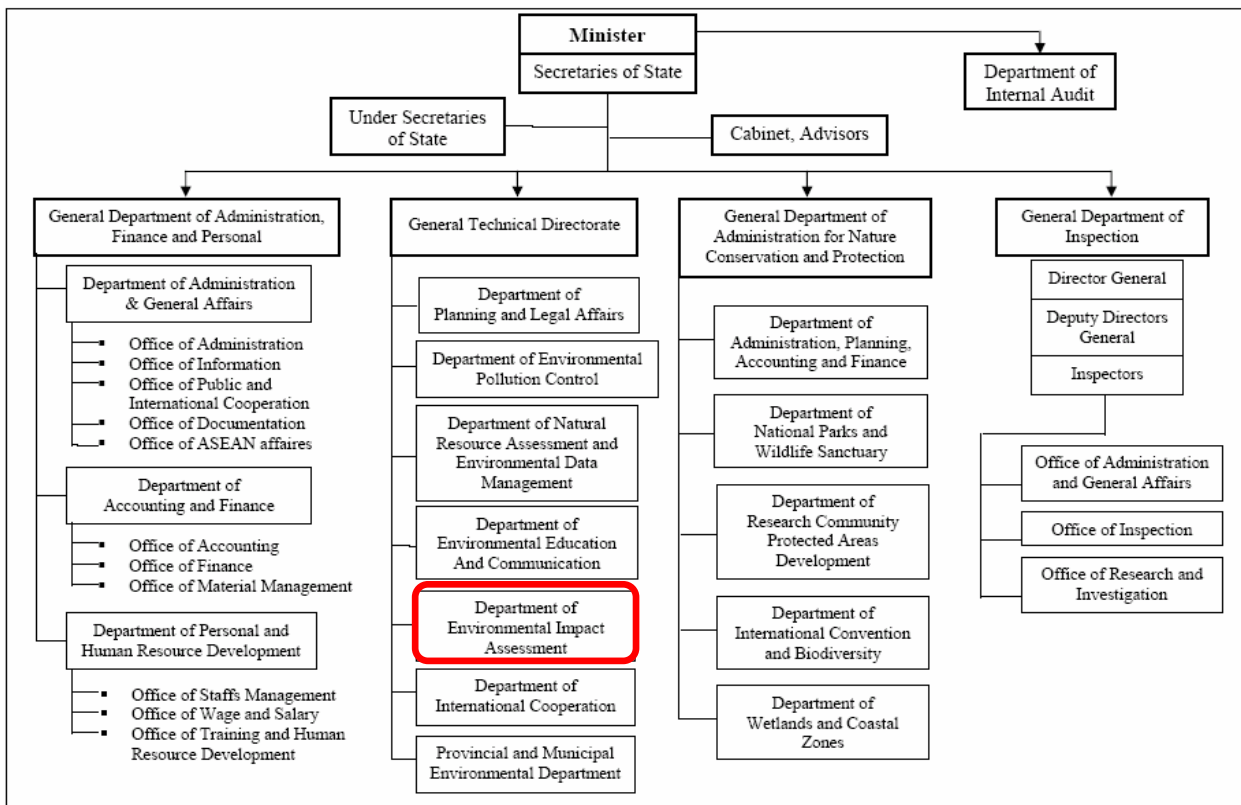 Minister
Secretaries of State
Department of
Internal Audit
Under Secretaries
of State
Cabinet, Advisors
General Department of Administration,
Finance and Personal
Department of Administration
& General Affairs
▪ Office of Administration
▪ Office of Information
▪ Office of Public and
International Cooperation
▪ Office of Documentation
▪ Office of ASEAN affaires
Department of
Accounting and Finance
▪ Office of Accounting
▪ Office of Finance
▪ Office of Material Management
Department of Personal and
Human Resource Development
▪ Office of Staffs Management
▪ Office of Wage and Salary
▪ Office of Training and Human
Resource Development
General Technical Directorate
Department of
Planning and Legal Affairs
Department of Environmental
Pollution Control
Department of Natural
Resource Assessment and
Environmental Data
Management
Department of
Environmental Education
And Communication
Department of
Environmental Impact
Assessment
Department of
International Cooperation
Provincial and Municipal
Environmental Department
General Department of
Administration for Nature
Conservation and Protection
Department of
Administration, Planning,
Accounting and Finance
Department of
National Parks and
Wildlife Sanctuary
Department of
Research Community
Protected Areas
Development
Department of
International Convention
and Biodiversity
Department of
Wetlands and Coastal
Zones
General Department of
Inspection
Director General
Deputy Directors
General
Inspectors
Office of Administration
and General Affairs
Office of Inspection
Office of Research and
Investigation